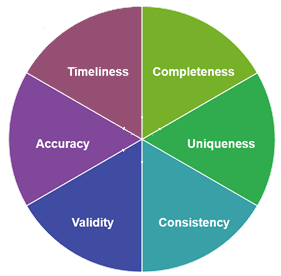 Timeliness
Completeness
Accuracy
Uniqueness
Validity
Consistency